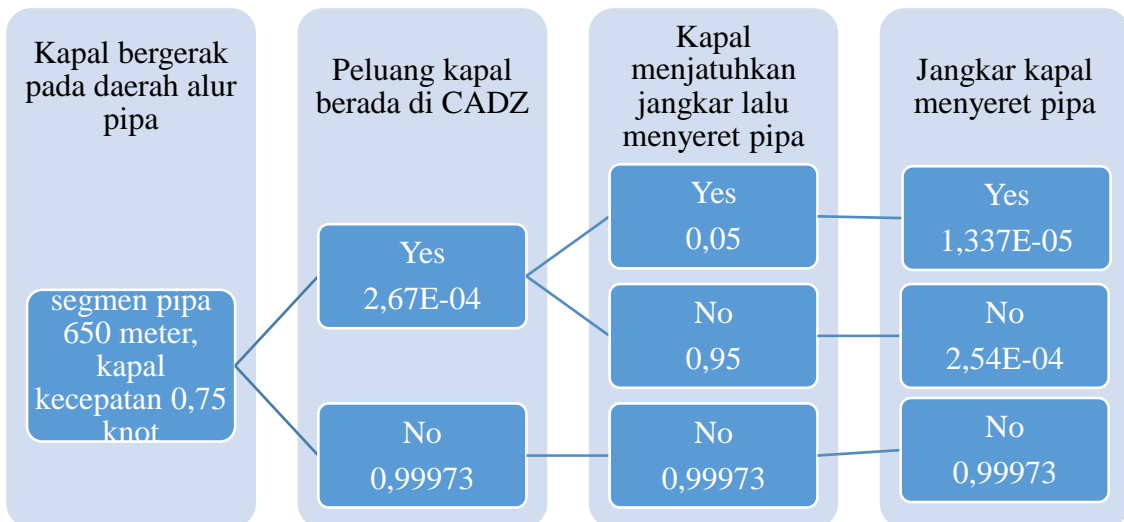 Kapal bergerak
pada daerah alur
pipa
segmen pipa
650 meter,
kapal
kecepatan 0,75
knot
Peluang kapal
berada di CADZ
Yes
2,67E-04
No
0,99973
Kapal
menjatuhkan
jangkar lalu
menyeret pipa
Yes
0,05
No
0,95
No
0,99973
Jangkar kapal
menyeret pipa
Yes
1,337E-05
No
2,54E-04
No
0,99973